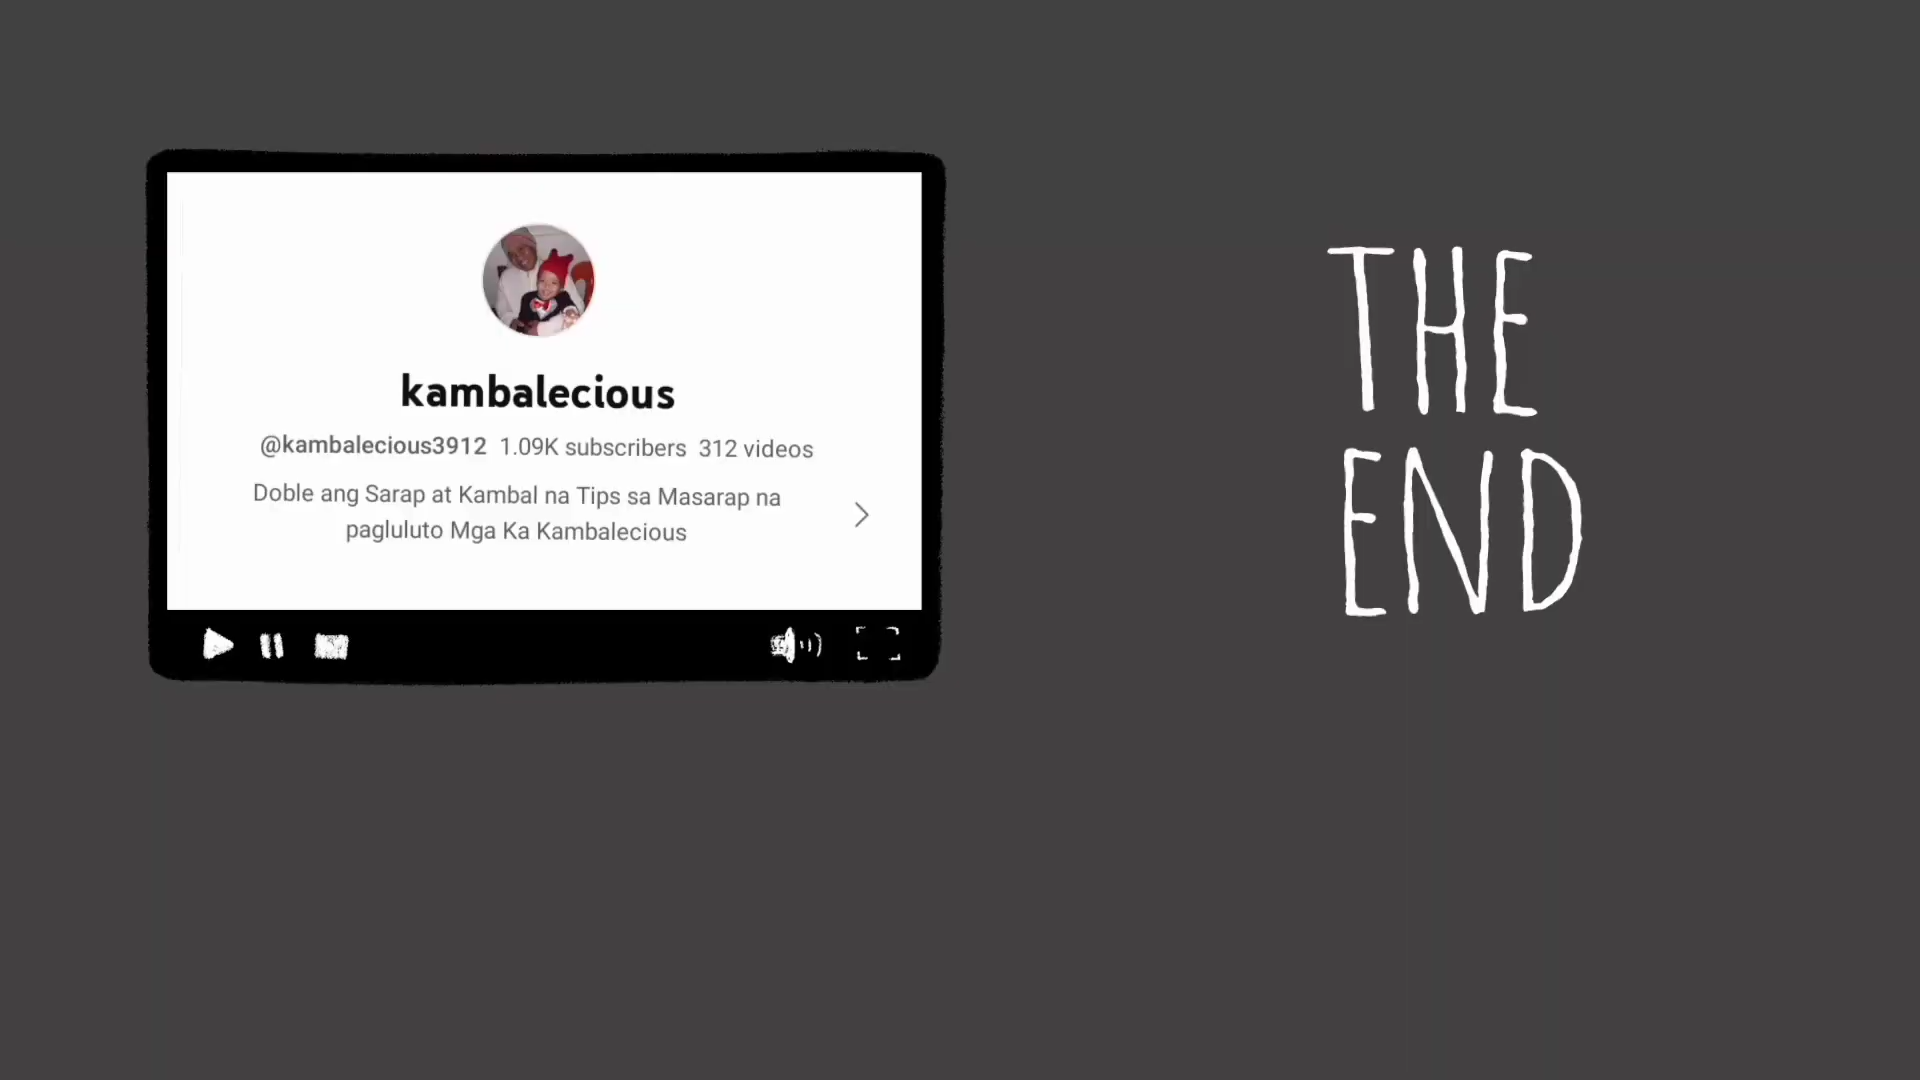 kambalecious
@kambalecious3912 1.09K subscribers 312 videos
Doble ang Sarap at Kambal na Tips sa Masarap na
pagluluto Mga Ka Kambalecious
THE
END